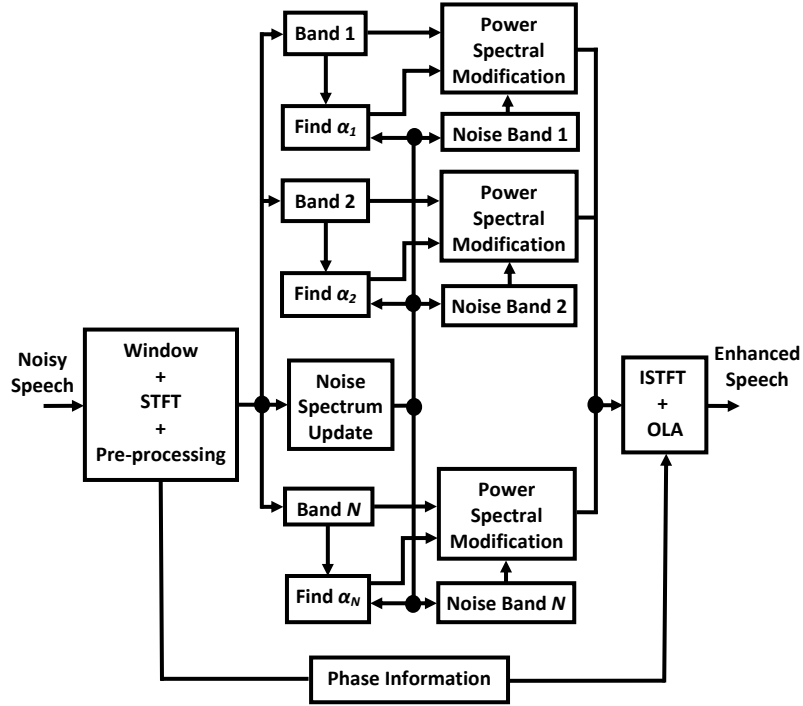 Band 1
Power
Spectral
Modification
Find α1
Noise Band 1
Band 2
Power
Spectral
Modification
Find α2
Noise Band 2
Noisy
Speech
Window
+
STFT
+
Pre-processing
Noise
Spectrum
Update
ISTFT
+
OLA
Enhanced
Speech
Band N
Power
Spectral
Modification
Find αN
Noise Band N
Phase Information